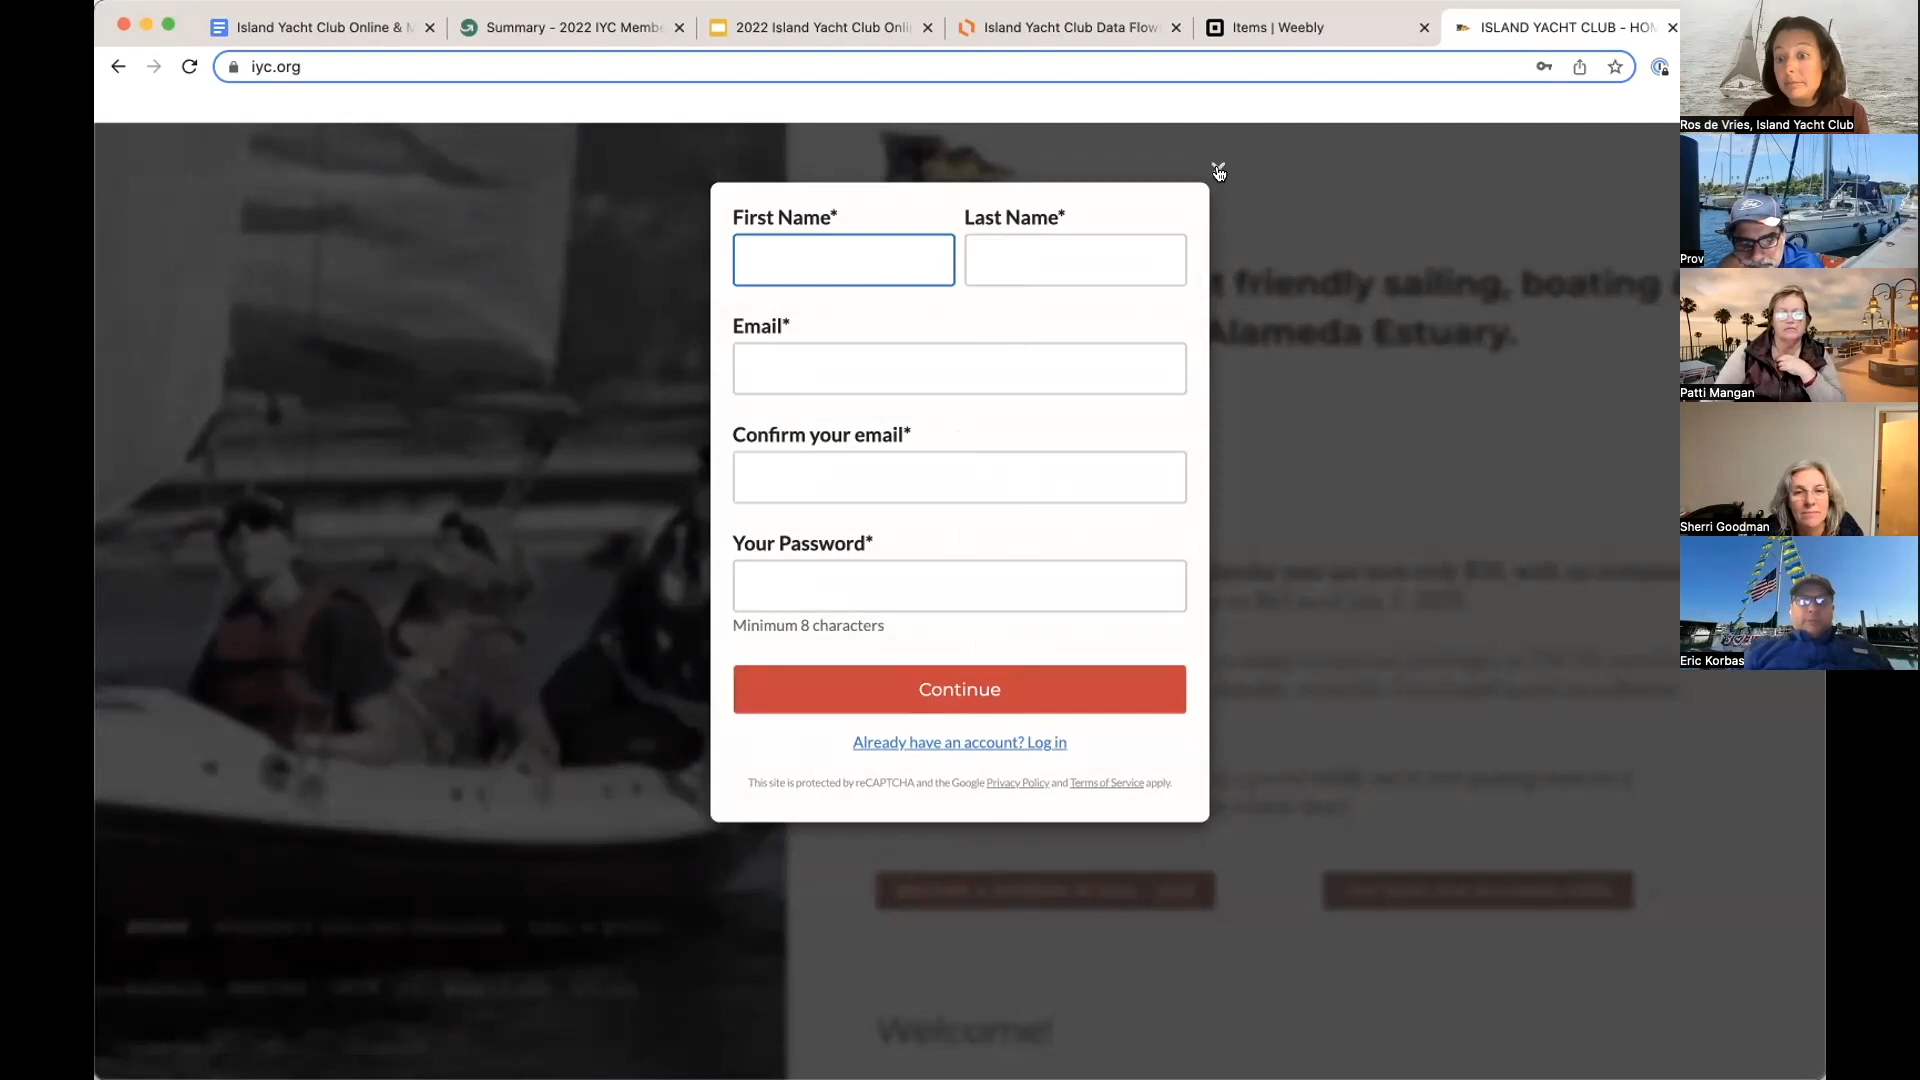 Island Yacht Club Online & M
Summary - 2022 IYC Membe
2022 Island Yacht Club Onli
Island Yacht Club Data Flow
Items | Weebly
ISLAND YACHT CLUB - HOM
iyc.org
First Name*
Last Name*
Email*
Confirm your email*
Your Password*
Minimum 8 characters
Continue
Already have an account? Log in
This site is protected by reCAPTCHA and the Google Privacy Policy and Terms of Service apply.
t friendly sailing, boating
Alameda Estuary.
Welcome!
Ros de Vries, Island Yacht Club
Prov
Patti Mangan
Sherri Goodman
Eric Korbas